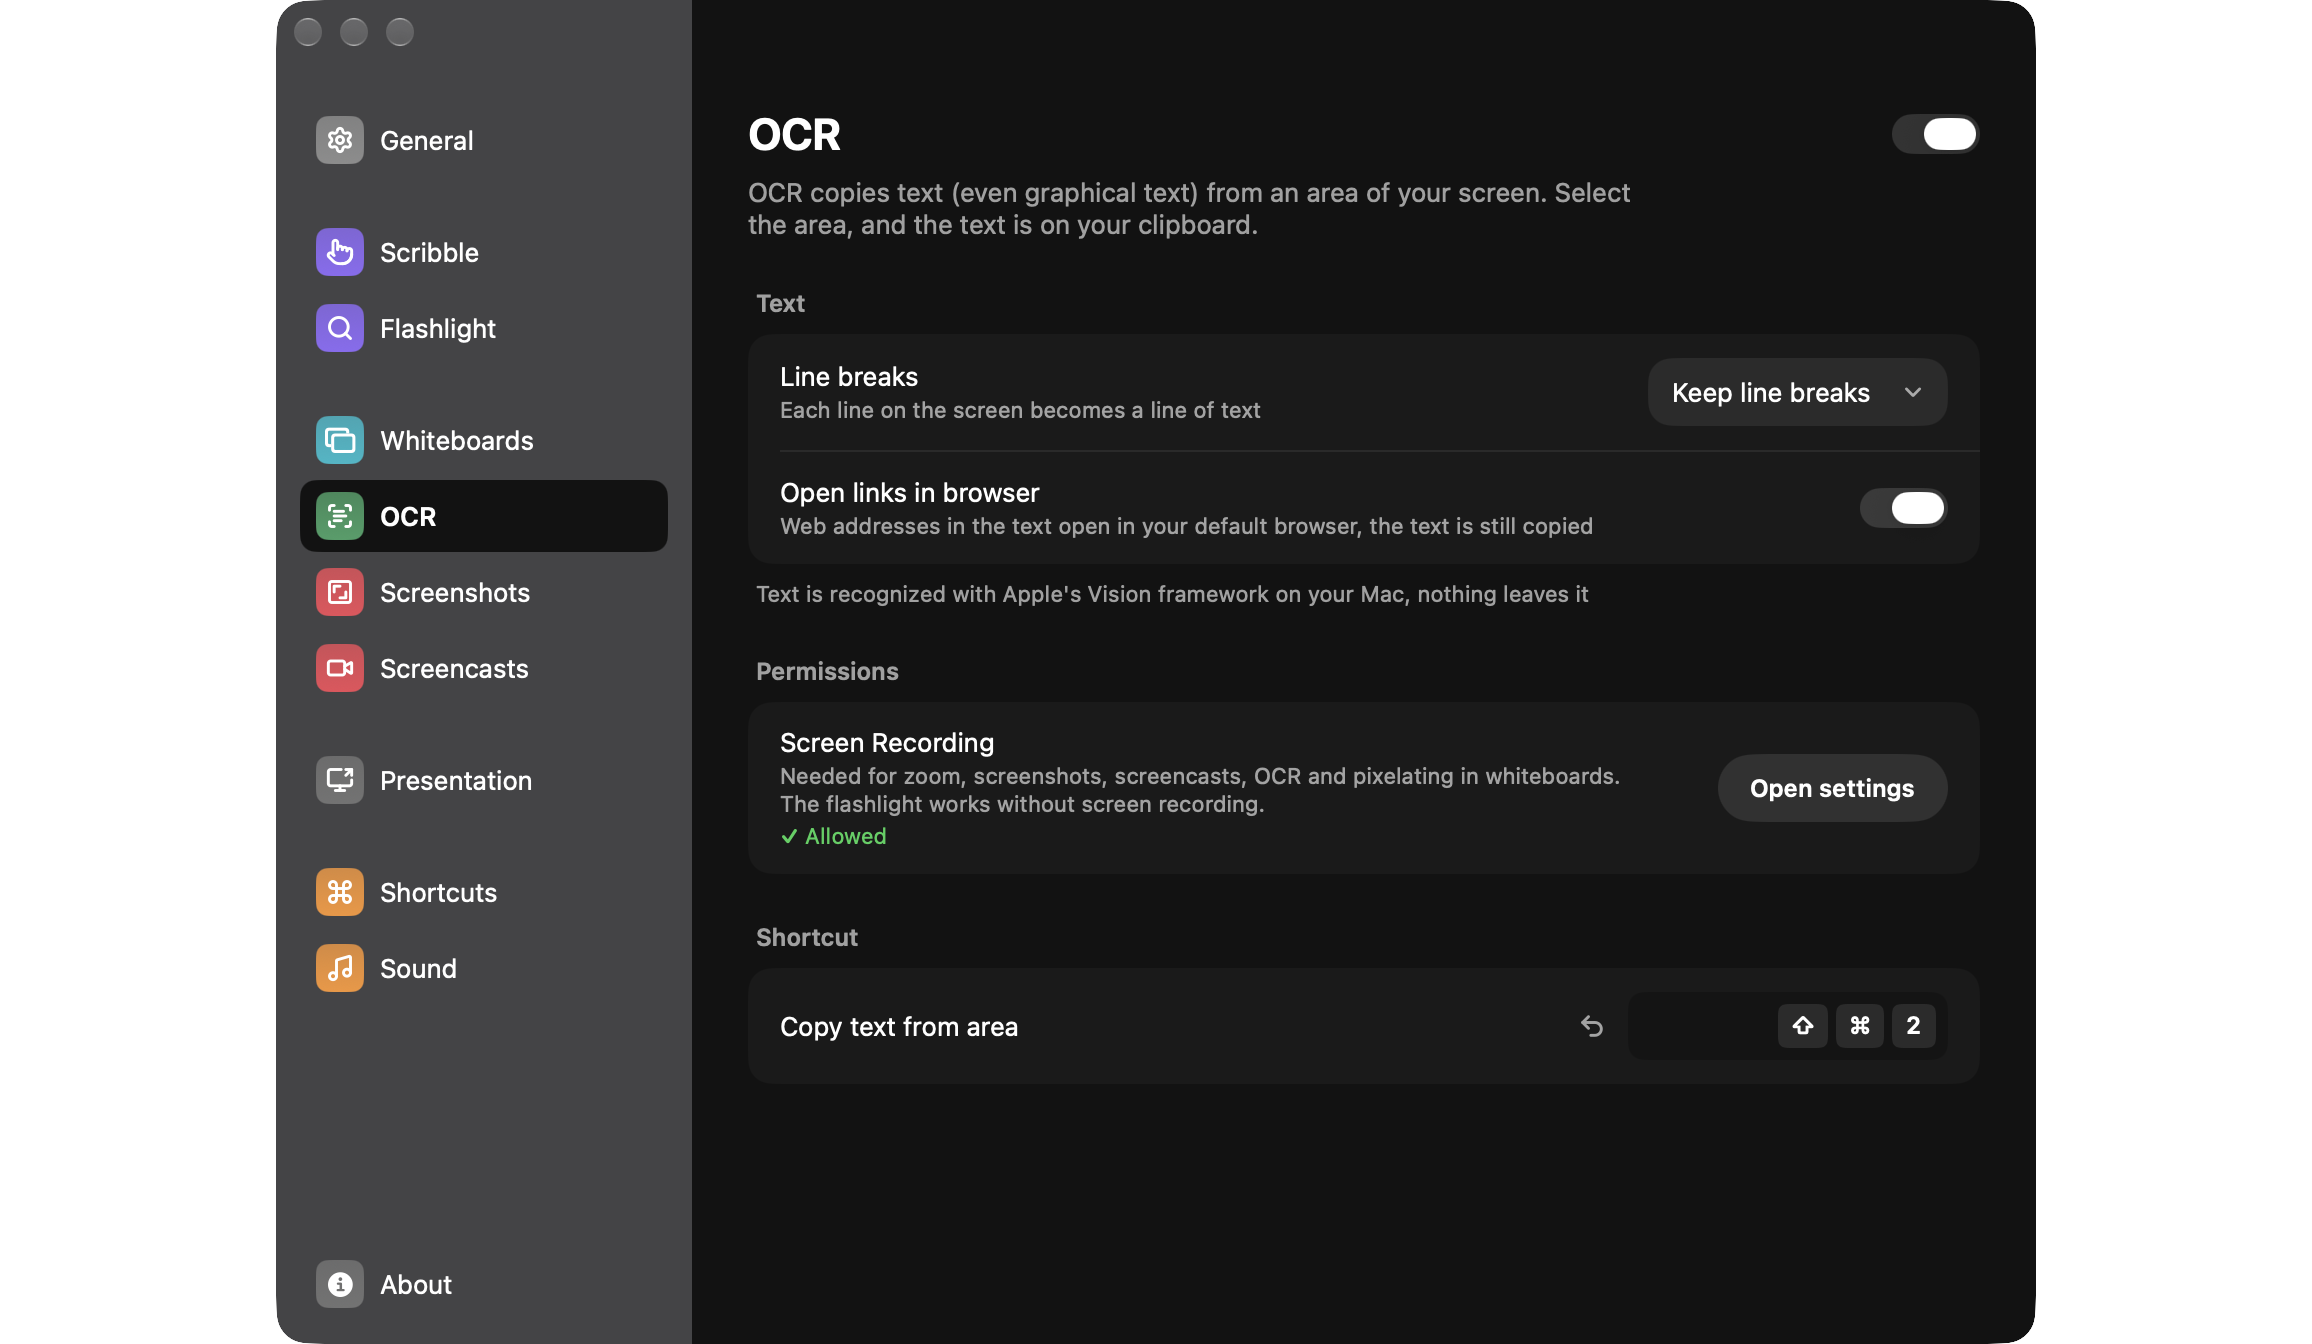 General
Scribble
Flashlight
Whiteboards
OCR
Screenshots
Screencasts
Presentation
Shortcuts
Sound
About
OCR
OCR copies text (even graphical text) from an area of your screen. Select
the area, and the text is on your clipboard.
Text
Line breaks
Each line on the screen becomes a line of text
Keep line breaks
Open links in browser
Web addresses in the text open in your default browser, the text is still copied
Text is recognized with Apple's Vision framework on your Mac, nothing leaves it
Permissions
Screen Recording
Needed for zoom, screenshots, screencasts, OCR and pixelating in whiteboards.
The flashlight works without screen recording.
✓ Allowed
Open settings
Shortcut
Copy text from area
⇧ ⌘ 2